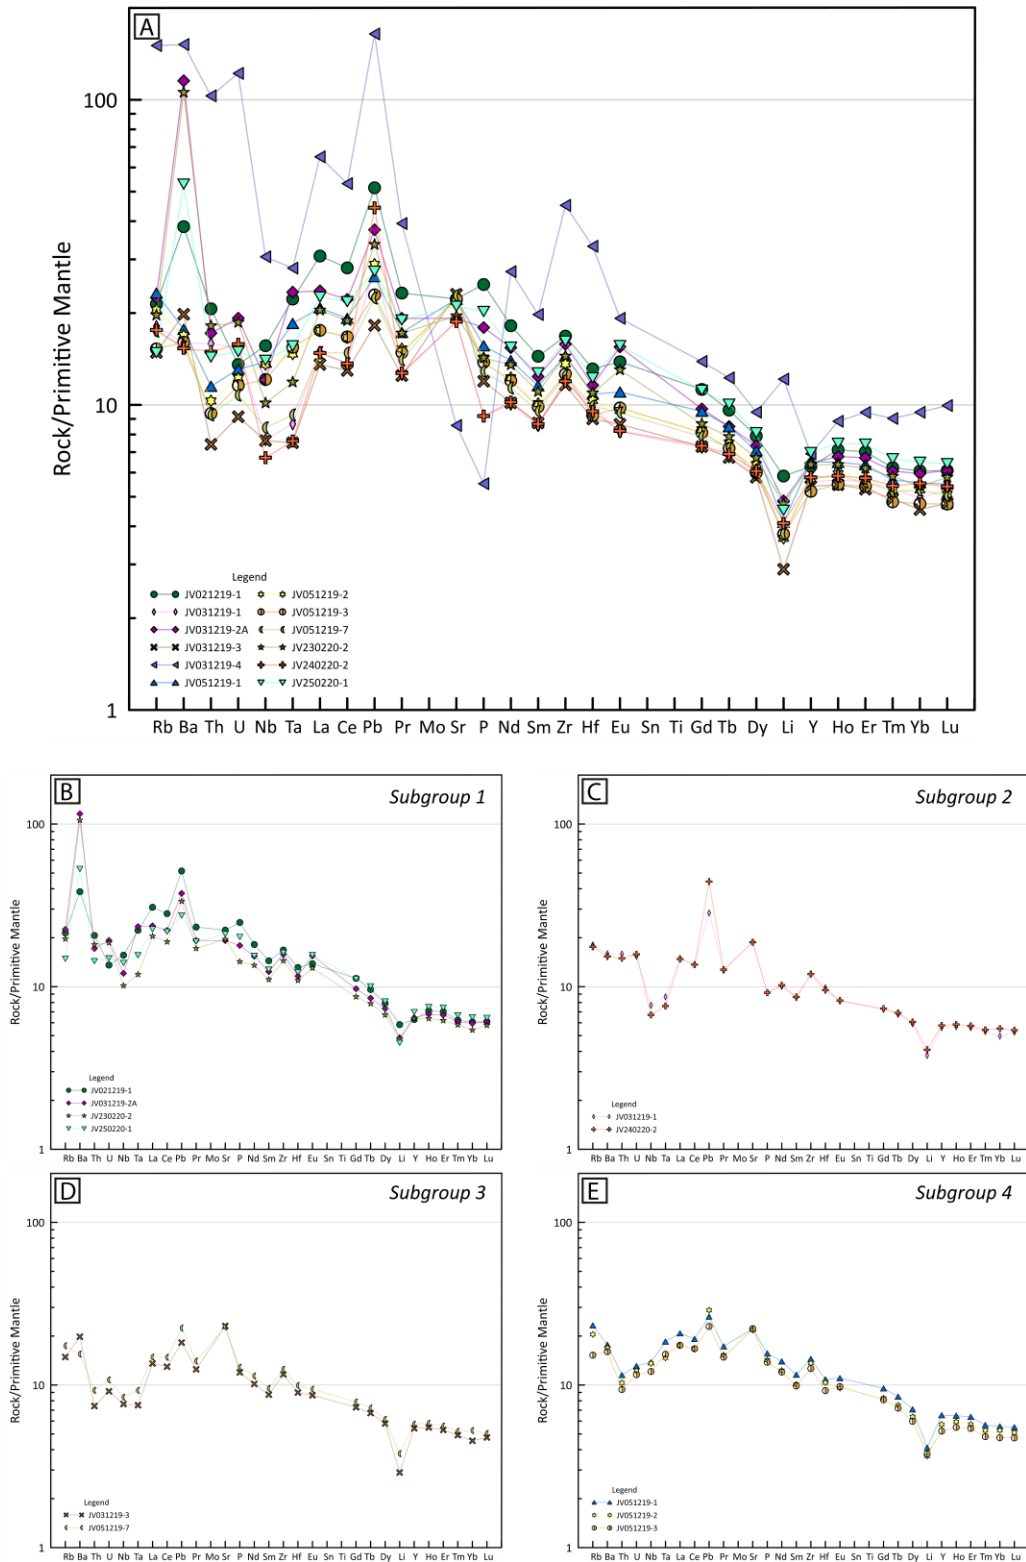 A
Rock/Primitive Mantle
100
10
1
Legend
JV021219-1 JV051219-2
JV031219-1 JV051219-3
JV031219-2A JV051219-7
JV031219-3 JV230220-2
JV031219-4 JV240220-2
JV051219-1 JV250220-1
Rb Ba Th U Nb Ta La Ce Pb Pr Mo Sr P Nd Sm Zr Hf Eu Sn Ti Gd Tb Dy Li Y Ho Er Tm Yb Lu
B
Subgroup 1
Rock/Primitive Mantle
100
10
1
Legend
JV021219-1
JV031219-2A
JV230220-2
JV250220-1
Rb Ba Th U Nb Ta La Ce Pb Pr Mo Sr P Nd Sm Zr Hf Eu Sn Ti Gd Tb Dy Li Y Ho Er Tm Yb Lu
C
Subgroup 2
Rock/Primitive Mantle
100
10
1
Legend
JV031219-1
JV240220-2
Rb Ba Th U Nb Ta La Ce Pb Pr Mo Sr P Nd Sm Zr Hf Eu Sn Ti Gd Tb Dy Li Y Ho Er Tm Yb Lu
D
Subgroup 3
Rock/Primitive Mantle
100
10
1
Legend
JV031219-3
JV051219-7
Rb Ba Th U Nb Ta La Ce Pb Pr Mo Sr P Nd Sm Zr Hf Eu Sn Ti Gd Tb Dy Li Y Ho Er Tm Yb Lu
E
Subgroup 4
Rock/Primitive Mantle
100
10
1
Legend
JV051219-1
JV051219-2
JV051219-3
Rb Ba Th U Nb Ta La Ce Pb Pr Mo Sr P Nd Sm Zr Hf Eu Sn Ti Gd Tb Dy Li Y Ho Er Tm Yb Lu